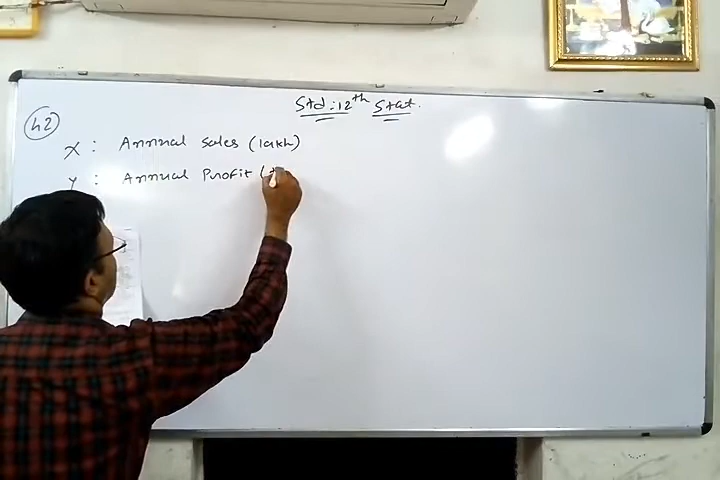 Std:12th Stat.
42
X : Annual Sales (lakh)
Y : Annual Profit (